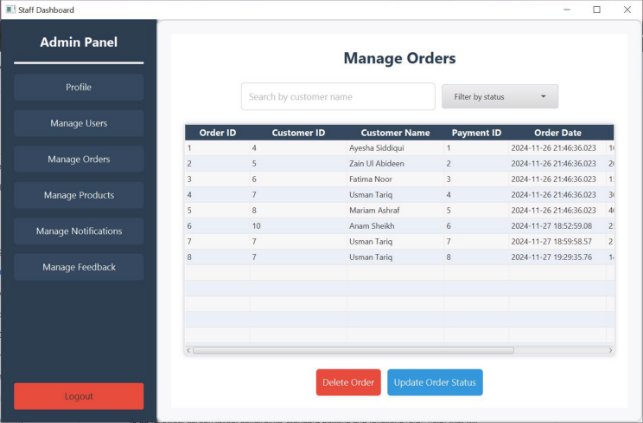 Staff Dashboard
Admin Panel
Profile
Manage Users
Manage Orders
Manage Products
Manage Notifications
Manage Feedback
Logout
Manage Orders
Search by customer name
Filter by status
Order ID Customer ID Customer Name Payment ID Order Date
1 4 Ayesha Siddiqui 1 2024-11-26 21:46:36.023
2 5 Zain Ul Abideen 2 2024-11-26 21:46:36.023
3 6 Fatima Noor 3 2024-11-26 21:46:36.023
4 7 Usman Tariq 4 2024-11-26 21:46:36.023
5 8 Mariam Ashraf 5 2024-11-26 21:46:36.023
6 10 Anam Sheikh 6 2024-11-27 18:52:59.08
7 7 Usman Tariq 7 2024-11-27 18:59:58.57
8 7 Usman Tariq 8 2024-11-27 19:29:35.76
Delete Order
Update Order Status